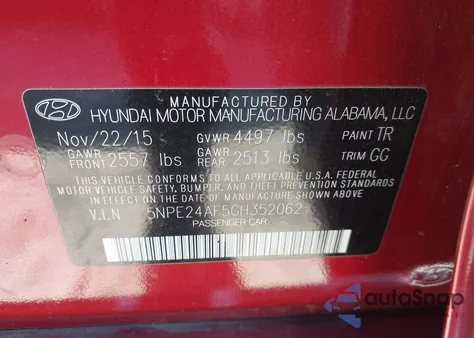 MANUFACTURED BY
HYUNDAI MOTOR MANUFACTURING ALABAMA, LLC
Nov/22/15 GVWR 4497 lbs PAINT TR
GAWR FRONT 2557 lbs GAWR REAR 2513 lbs TRIM GG
THIS VEHICLE CONFORMS TO ALL APPLICABLE U.S.A. FEDERAL
MOTOR VEHICLE SAFETY, BUMPER, AND THEFT PREVENTION
STANDARDS IN EFFECT ON THE DATE OF MANUFACTURE SHOWN ABOVE.
V.I.N 5NPE24AF5GH352062
PASSENGER CAR
autoSnap